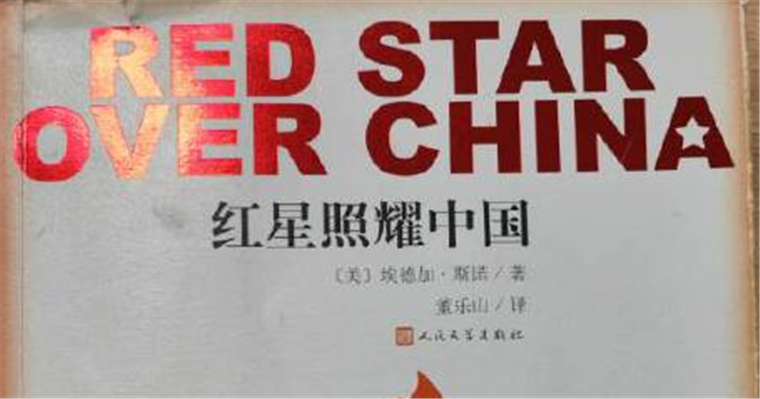 RED STAR
OVER CHINA
红星照耀中国
〔美〕埃德加·斯诺／著
董乐山／译
人民文学出版社